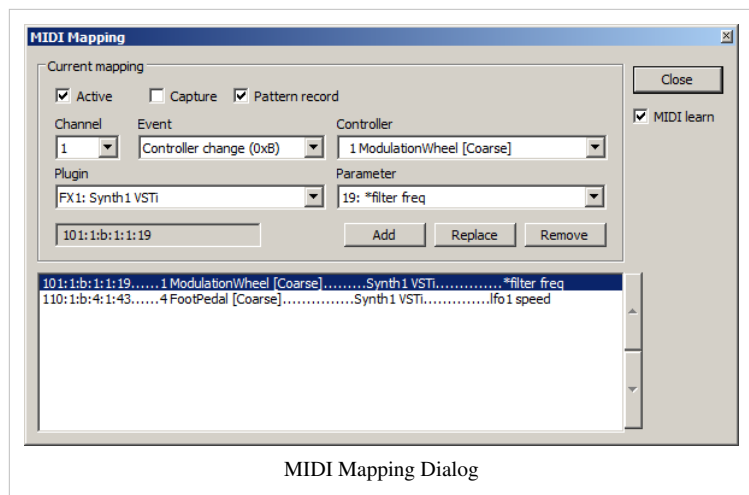 MIDI Mapping
Current mapping
Close
Active Capture Pattern record
MIDI learn
Channel Event Controller
1 Controller change (0xB) 1 ModulationWheel [Coarse]
Plugin Parameter
FX1: Synth1 VSTi 19: *filter freq
101:1:b:1:1:19 Add Replace Remove
101:1:b:1:1:19......1 ModulationWheel [Coarse].........Synth1 VSTi..............*filter freq
110:1:b:4:1:43......4 FootPedal [Coarse]...............Synth1 VSTi..............lfo1 speed
MIDI Mapping Dialog